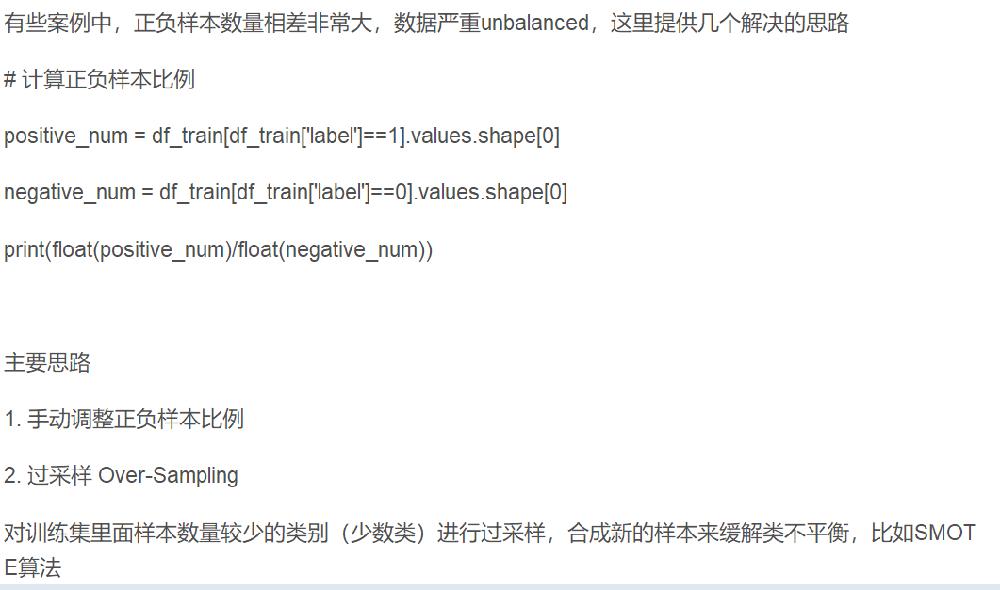 有些案例中，正负样本数量相差非常大，数据严重unbalanced，这里提供几个解决的思路
# 计算正负样本比例
positive_num = df_train[df_train['label']==1].values.shape[0]
negative_num = df_train[df_train['label']==0].values.shape[0]
print(float(positive_num)/float(negative_num))
主要思路
1. 手动调整正负样本比例
2. 过采样 Over-Sampling
对训练集里面样本数量较少的类别（少数类）进行过采样，合成新的样本来缓解类不平衡，比如SMOT
E算法